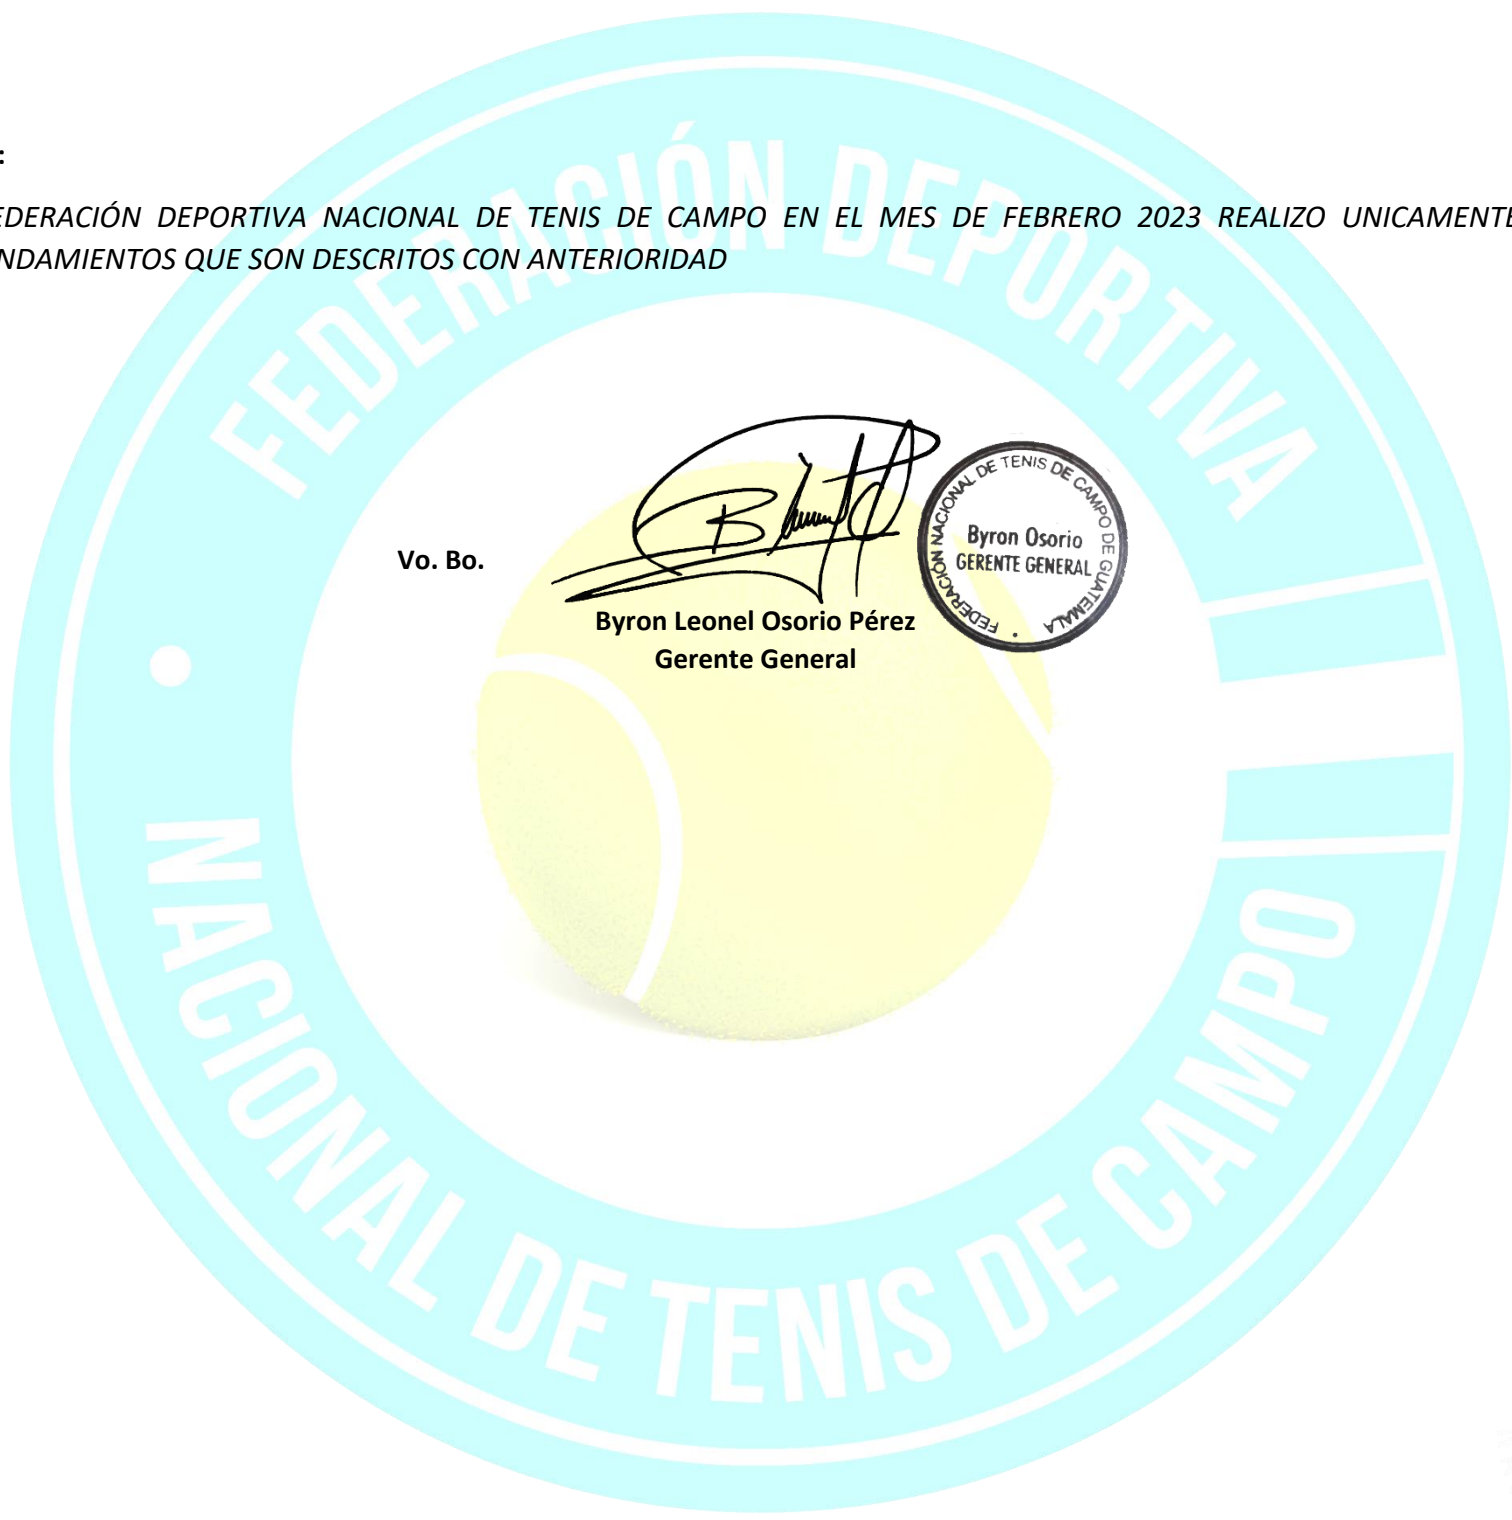 :
EDERACIÓN DEPORTIVA NACIONAL DE TENIS DE CAMPO EN EL MES DE FEBRERO 2023 REALIZO UNICAMENTE
NDAMIENTOS QUE SON DESCRITOS CON ANTERIORIDAD
FEDERACIÓN DEPORTIVA
Vo. Bo.
FEDERACIÓN NACIONAL DE TENIS DE CAMPO DE GUATEMALA
Byron Osorio
GERENTE GENERAL
Byron Leonel Osorio Pérez
Gerente General
NACIONAL DE TENIS DE CAMPO